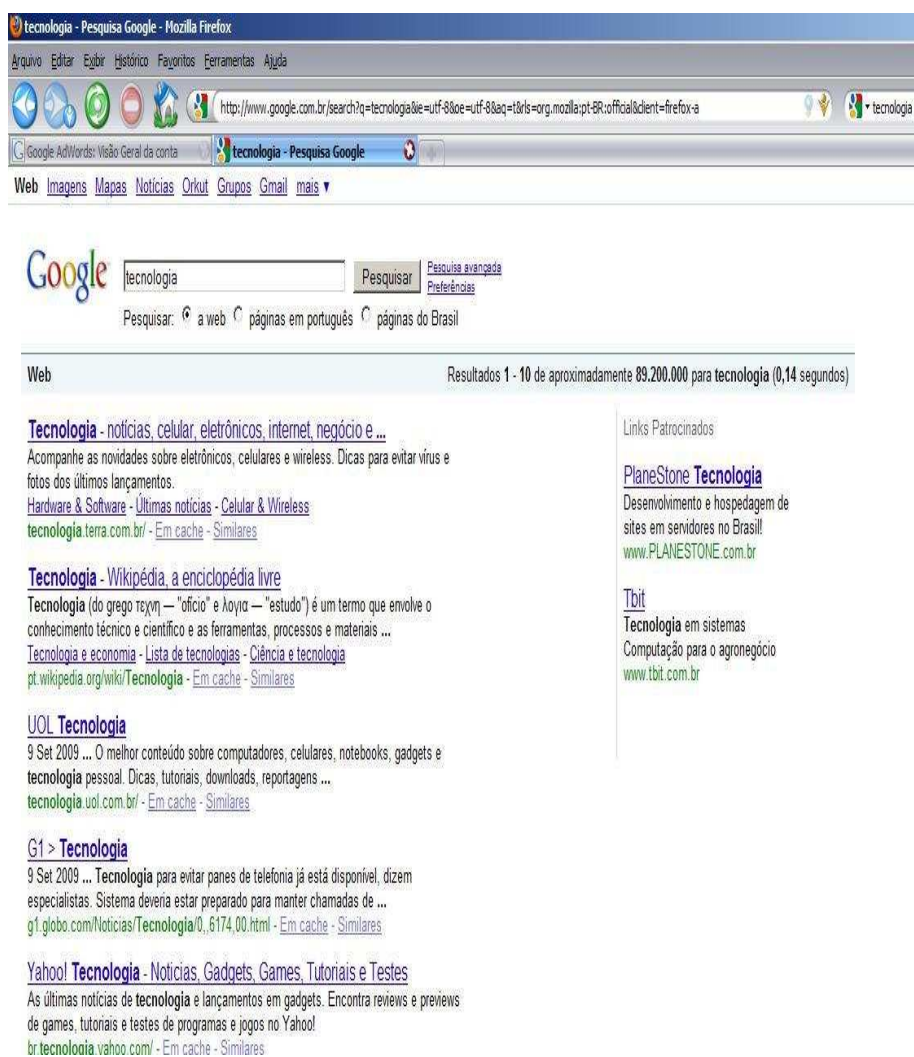 tecnologia - Pesquisa Google - Mozilla Firefox
Arquivo Editar Exibir Histórico Favoritos Ferramentas Ajuda
http://www.google.com.br/search?q=tecnologia&ie=utf-8&oe=utf-8&aq=t&rls=org.mozilla:pt-BR:official&client=firefox-a
tecnologia
Google AdWords: Visão Geral da conta
tecnologia - Pesquisa Google
Web Imagens Mapas Notícias Orkut Grupos Gmail mais ▼
Google
tecnologia
Pesquisar
Pesquisa avançada
Preferências
Pesquisar: a web páginas em português páginas do Brasil
Web
Resultados 1 - 10 de aproximadamente 89.200.000 para tecnologia (0,14 segundos)
Tecnologia - notícias, celular, eletrônicos, internet, negócio e ...
Acompanhe as novidades sobre eletrônicos, celulares e wireless. Dicas para evitar vírus e
fotos dos últimos lançamentos.
Hardware & Software - Últimas notícias - Celular & Wireless
tecnologia.terra.com.br/ - Em cache - Similares
Tecnologia - Wikipédia, a enciclopédia livre
Tecnologia (do grego τεχνη — "ofício" e λογια — "estudo") é um termo que envolve o
conhecimento técnico e científico e as ferramentas, processos e materiais ...
Tecnologia e economia - Lista de tecnologias - Ciência e tecnologia
pt.wikipedia.org/wiki/Tecnologia - Em cache - Similares
UOL Tecnologia
9 Set 2009 ... O melhor conteúdo sobre computadores, celulares, notebooks, gadgets e
tecnologia pessoal. Dicas, tutoriais, downloads, reportagens ...
tecnologia.uol.com.br/ - Em cache - Similares
G1 > Tecnologia
9 Set 2009 ... Tecnologia para evitar panes de telefonia já está disponível, dizem
especialistas. Sistema deveria estar preparado para manter chamadas de ...
g1.globo.com/Noticias/Tecnologia/0,,6174,00.html - Em cache - Similares
Yahoo! Tecnologia - Noticias, Gadgets, Games, Tutoriais e Testes
As últimas notícias de tecnologia e lançamentos em gadgets. Encontra reviews e previews
de games, tutoriais e testes de programas e jogos no Yahoo!
br.tecnologia.yahoo.com/ - Em cache - Similares
Links Patrocinados
PlaneStone Tecnologia
Desenvolvimento e hospedagem de
sites em servidores no Brasil!
www.PLANESTONE.com.br
Tbit
Tecnologia em sistemas
Computação para o agronegócio
www.tbit.com.br